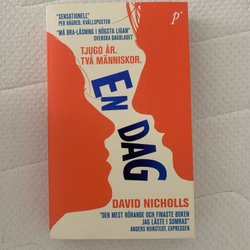 "SENSATIONELL"
PER HÄGRED, KVÄLLSPOSTEN
"MÅ BRA-LÄSNING I HÖGSTA LIGAN"
SVENSKA DAGBLADET
TJUGO ÅR.
TVÅ MÄNNISKOR.
EN DAG
DAVID NICHOLLS
"DEN MEST RÖRANDE OCH FINASTE BOKEN
JAG LÄSTE I SOMRAS"
ANDERS NUNSTEDT, EXPRESSEN